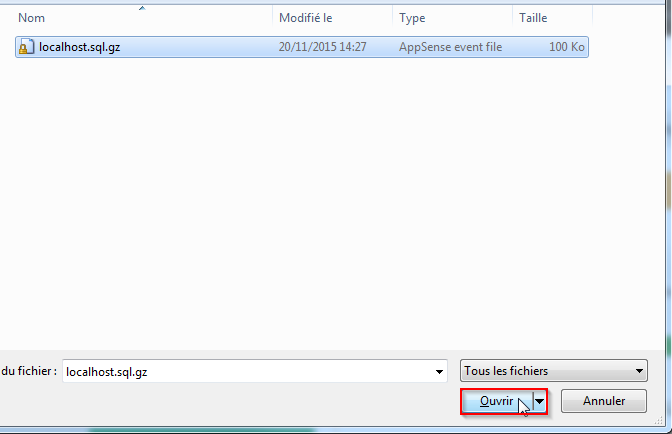 Nom Modifié le Type Taille
localhost.sql.gz 20/11/2015 14:27 AppSense event file 100 Ko
du fichier : localhost.sql.gz Tous les fichiers
Ouvrir Annuler